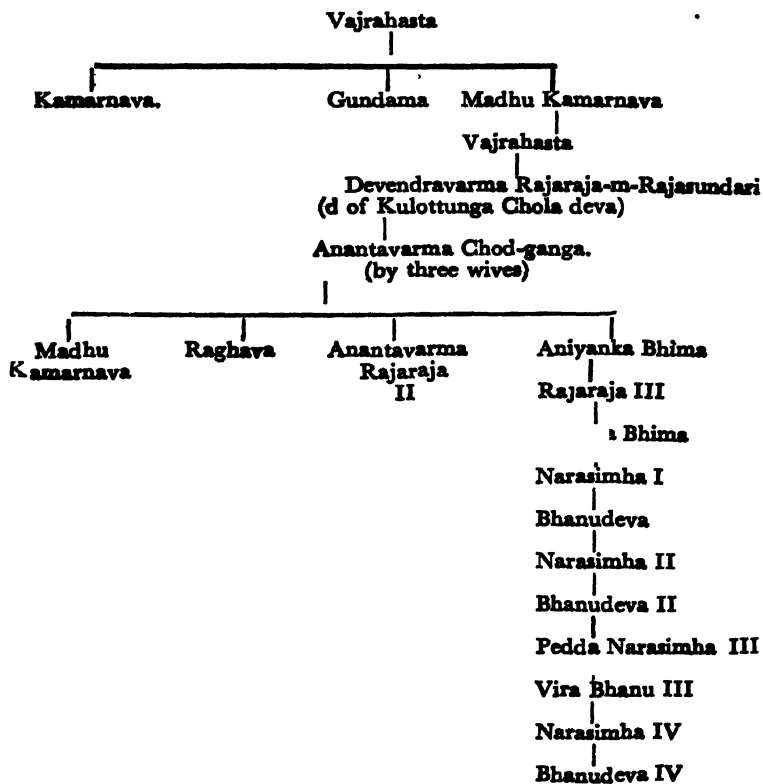 Vajrahasta
Kamarnava. Gundama Madhu Kamarnava
Vajrahasta
Devendravarma Rajaraja-m-Rajasundari
(d of Kulottunga Chola deva)
Anantavarma Chod-ganga.
(by three wives)
Madhu Raghava Anantavarma Aniyanka Bhima
Kamarnava Rajaraja
II
Rajaraja III
Bhima
Narasimha I
Bhanudeva
Narasimha II
Bhanudeva II
Pedda Narasimha III
Vira Bhanu III
Narasimha IV
Bhanudeva IV